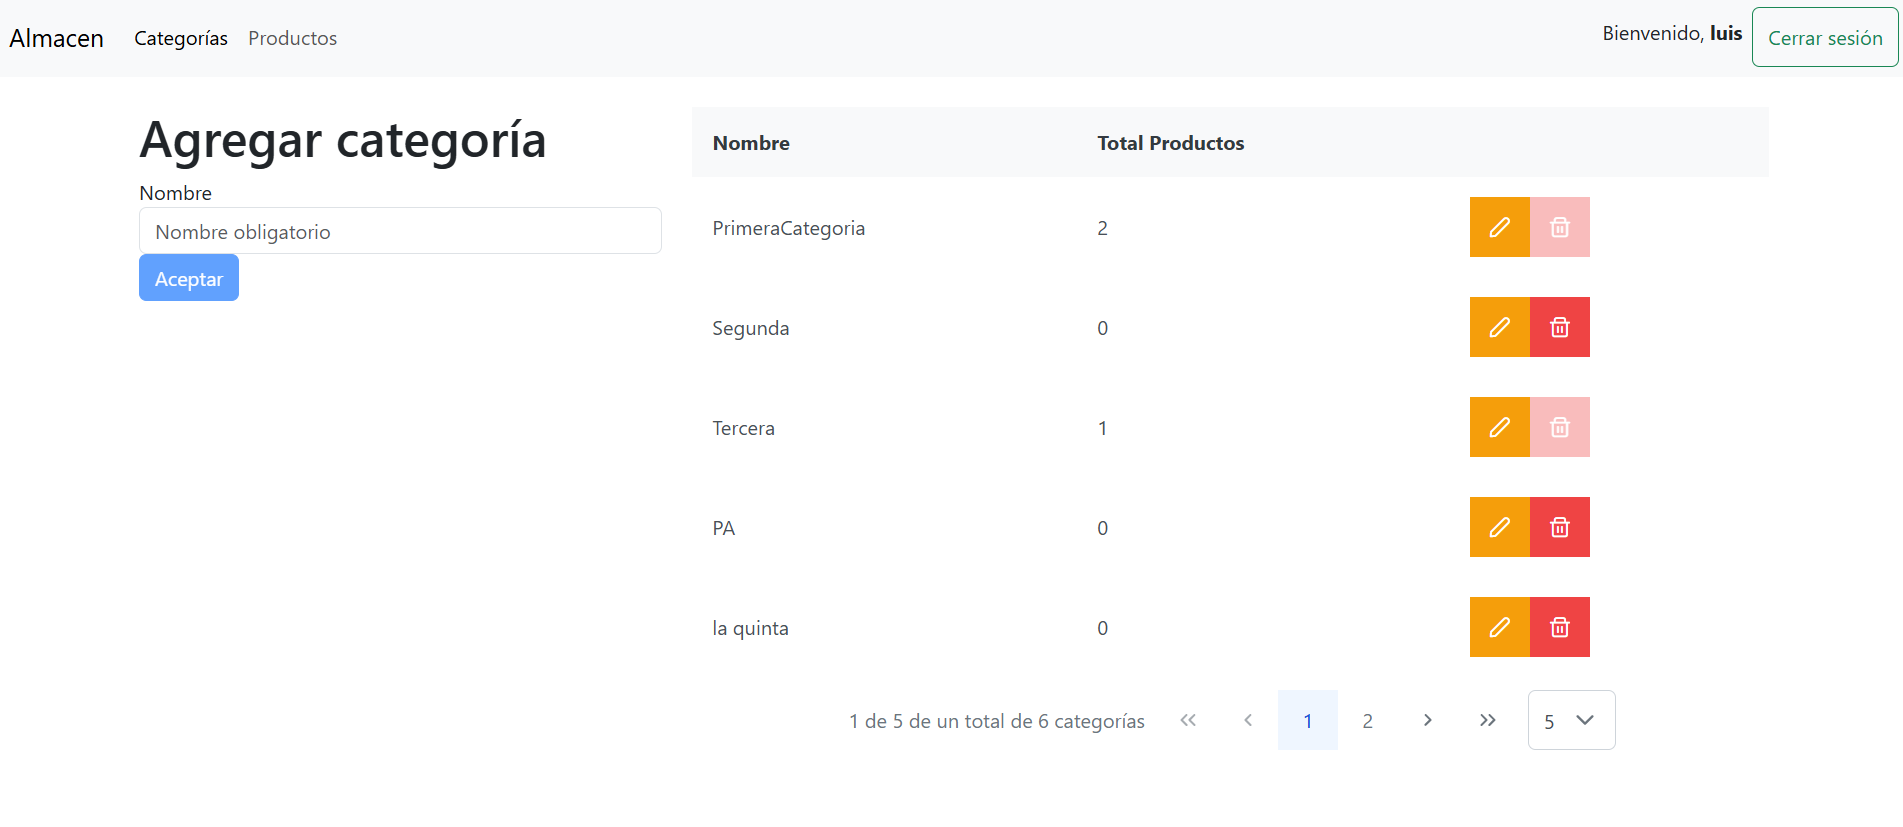 Almacen Categorías Productos Bienvenido, luis Cerrar sesión
Agregar categoría
Nombre
Nombre obligatorio
Aceptar
Nombre Total Productos
PrimeraCategoria 2
Segunda 0
Tercera 1
PA 0
la quinta 0
1 de 5 de un total de 6 categorías 1 2 5